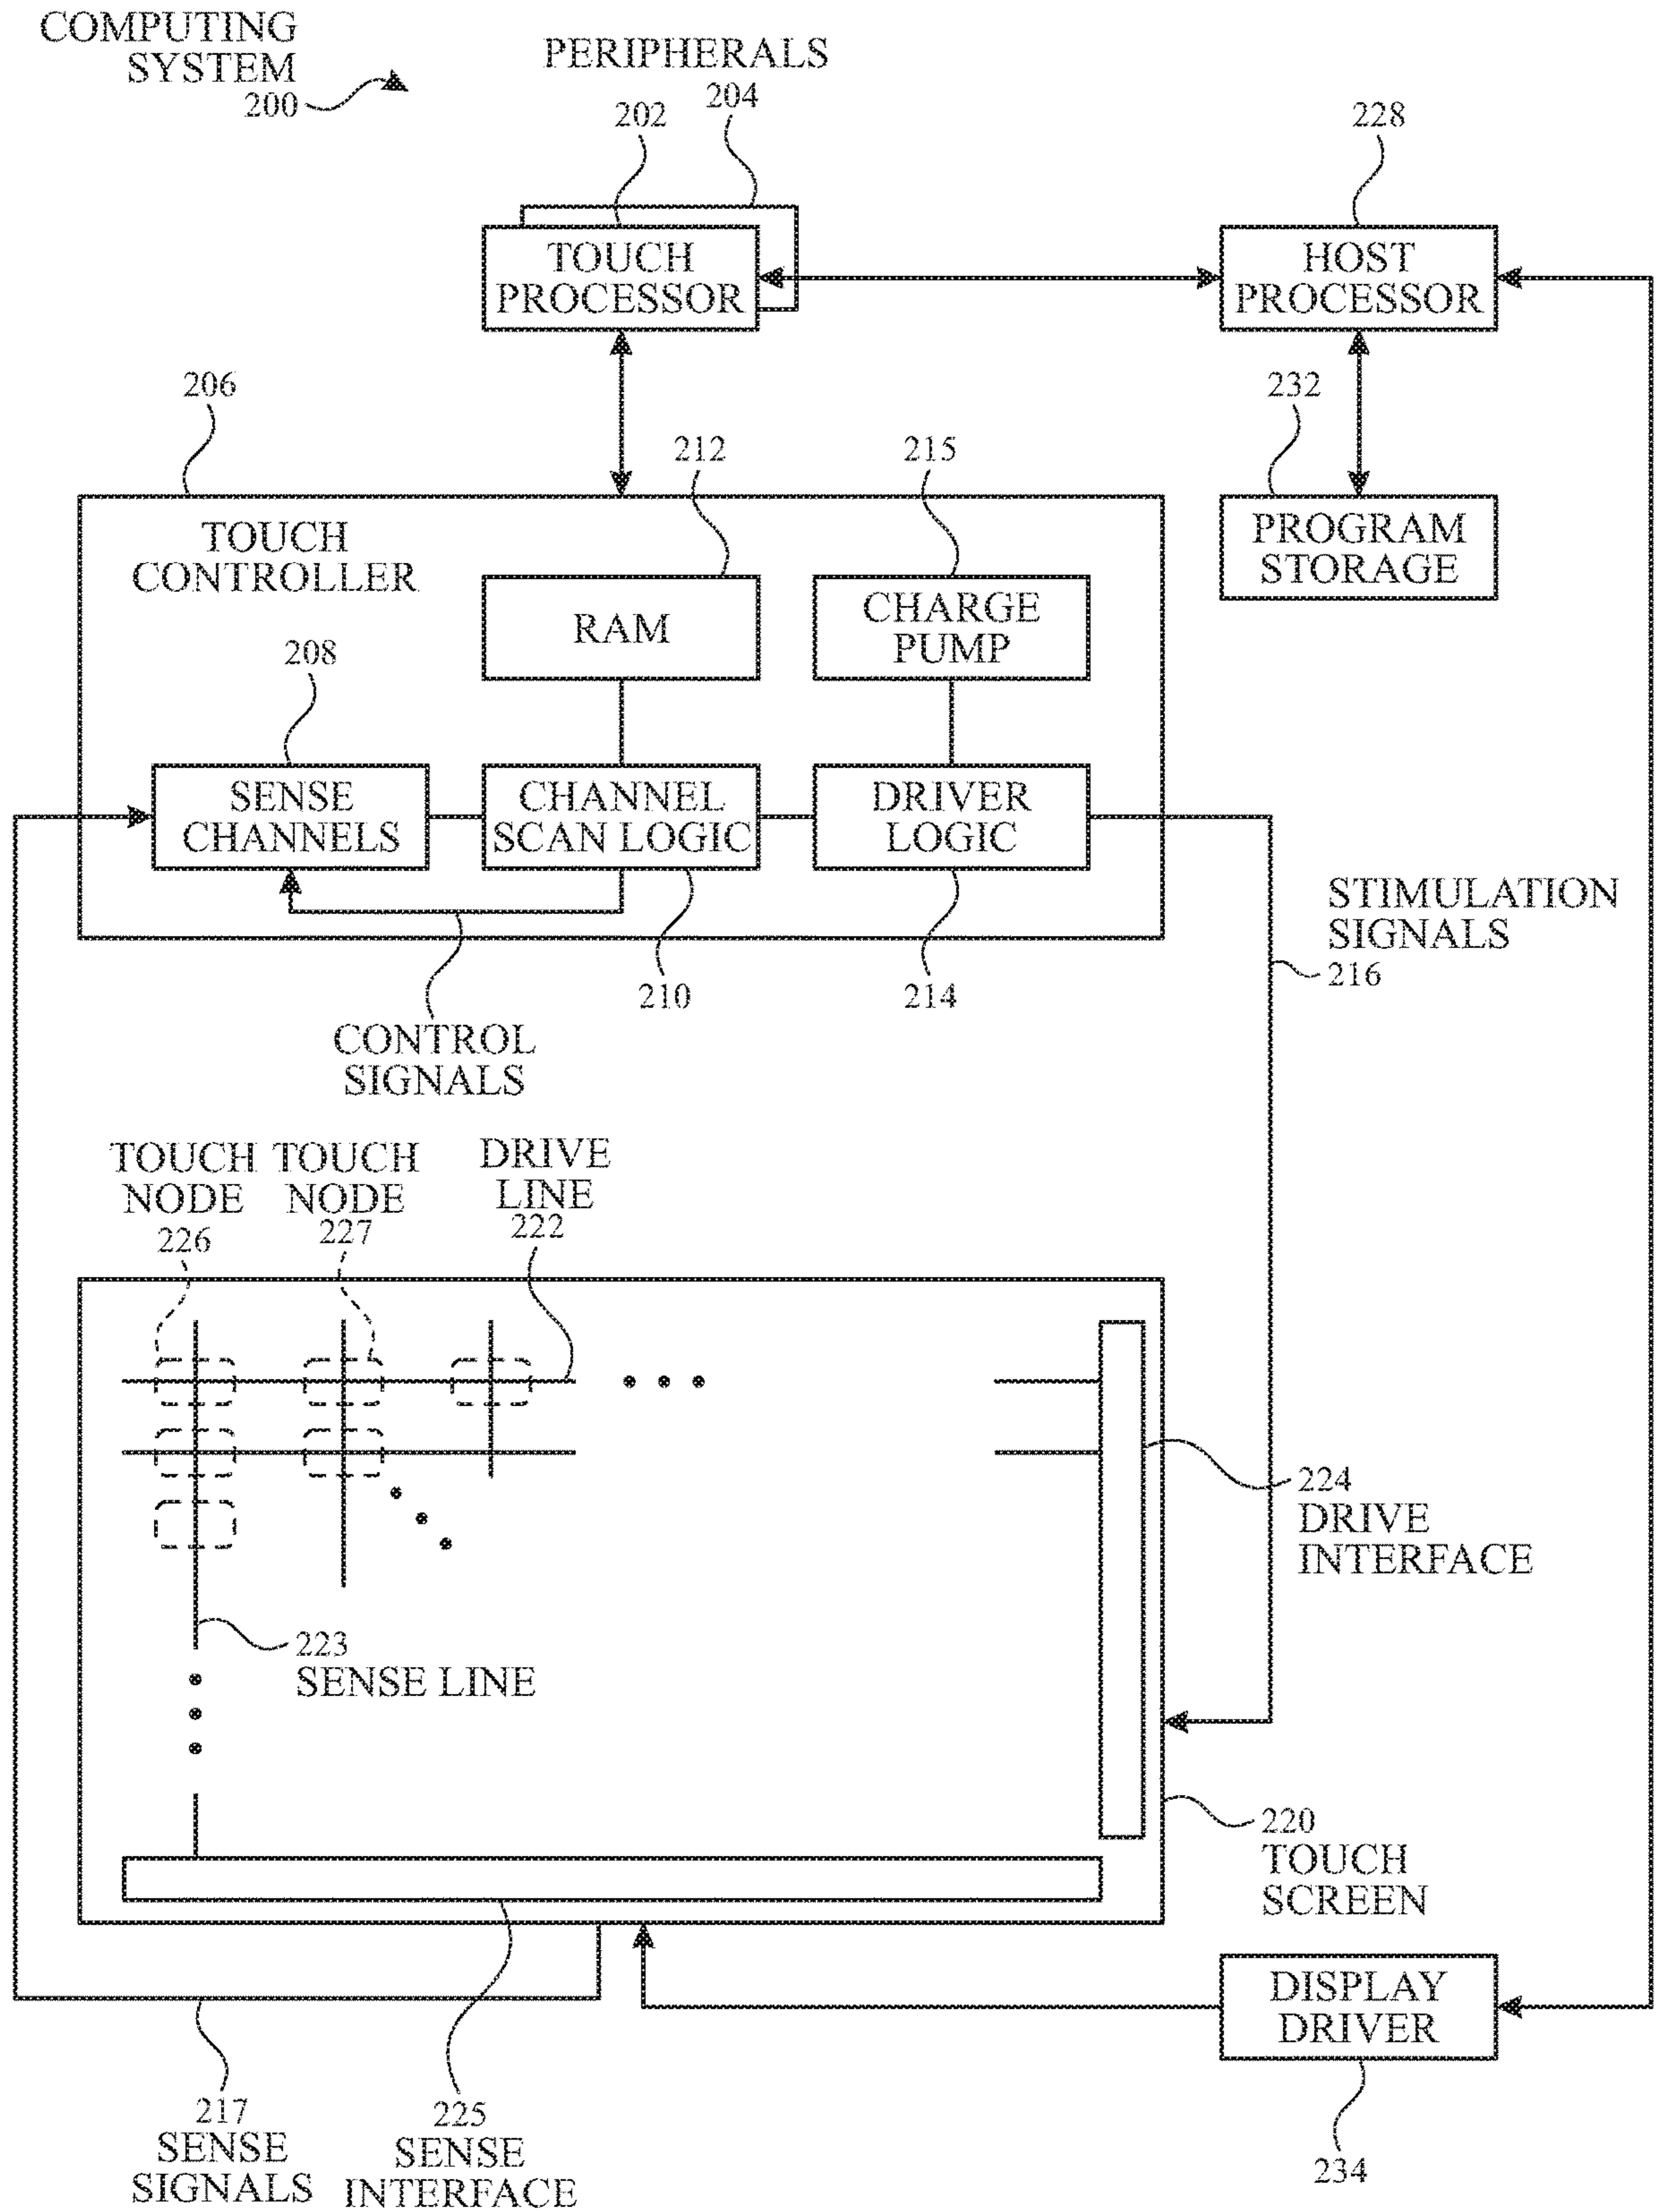 COMPUTING
SYSTEM
200
PERIPHERALS
204
202
228
TOUCH
PROCESSOR
HOST
PROCESSOR
206
232
212
215
TOUCH
CONTROLLER
PROGRAM
STORAGE
RAM
CHARGE
PUMP
208
SENSE
CHANNELS
CHANNEL
SCAN LOGIC
DRIVER
LOGIC
STIMULATION
SIGNALS
216
210
214
CONTROL
SIGNALS
TOUCH
NODE
226
TOUCH
NODE
227
DRIVE
LINE
222
224
DRIVE
INTERFACE
223
SENSE LINE
220
TOUCH
SCREEN
DISPLAY
DRIVER
217
SENSE
SIGNALS
225
SENSE
INTERFACE
234